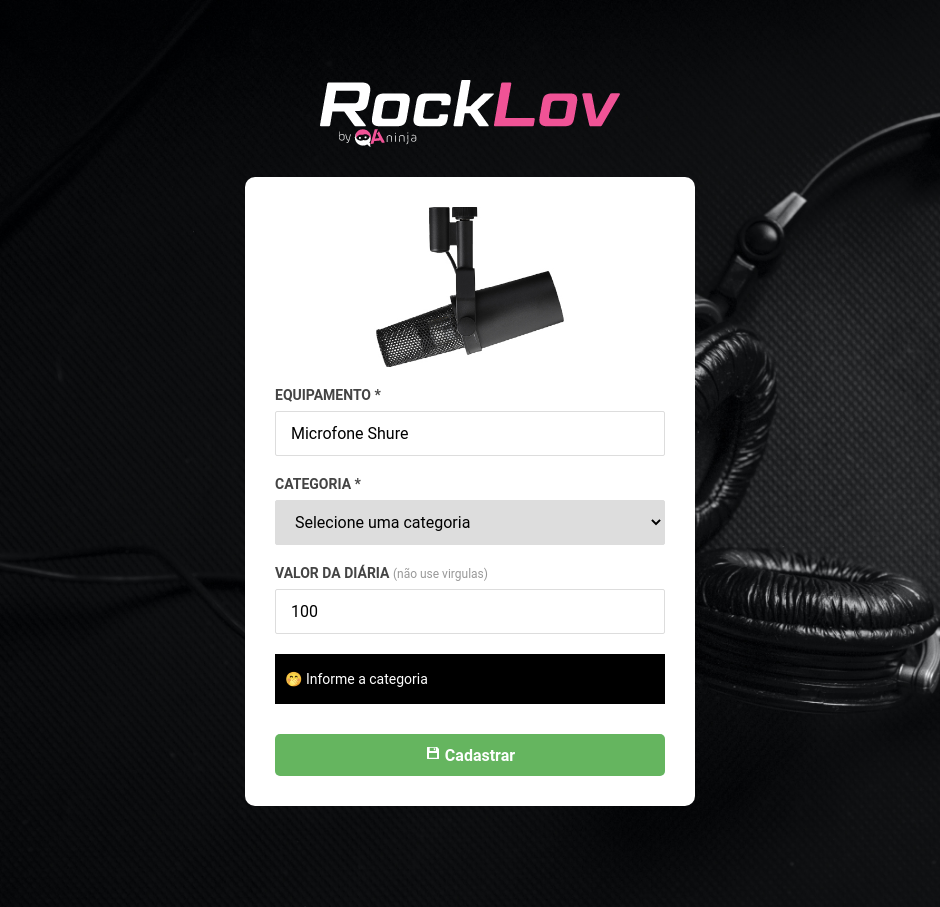 RockLov
by QAninja
EQUIPAMENTO *
Microfone Shure
CATEGORIA *
Selecione uma categoria
VALOR DA DIÁRIA (não use virgulas)
100
🤭 Informe a categoria
Cadastrar